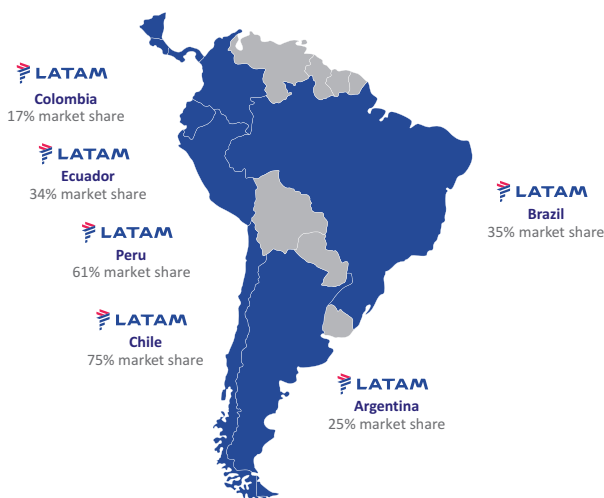 LATAM
Colombia
17% market share
LATAM
Ecuador
34% market share
LATAM
Peru
61% market share
LATAM
Chile
75% market share
LATAM
Brazil
35% market share
LATAM
Argentina
25% market share